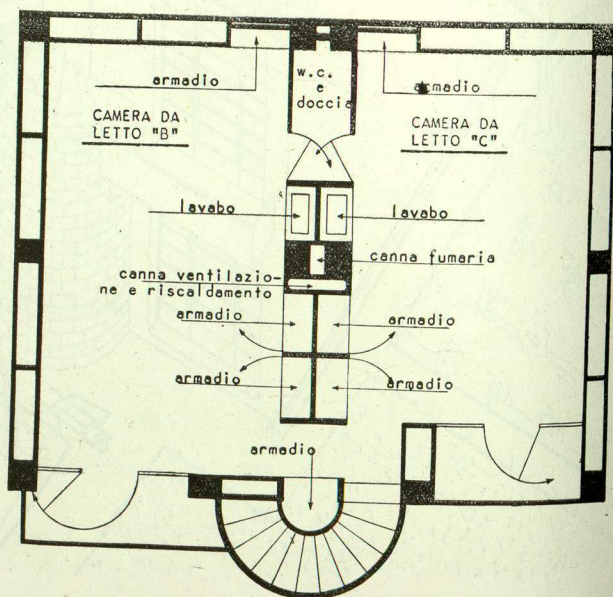 armadio
w.c.
e
doccia
armadio
CAMERA DA
LETTO "B"
CAMERA DA
LETTO "C"
lavabo
lavabo
canna fumaria
canna ventilazio-
ne e riscaldamento
armadio
armadio
armadio
armadio
armadio